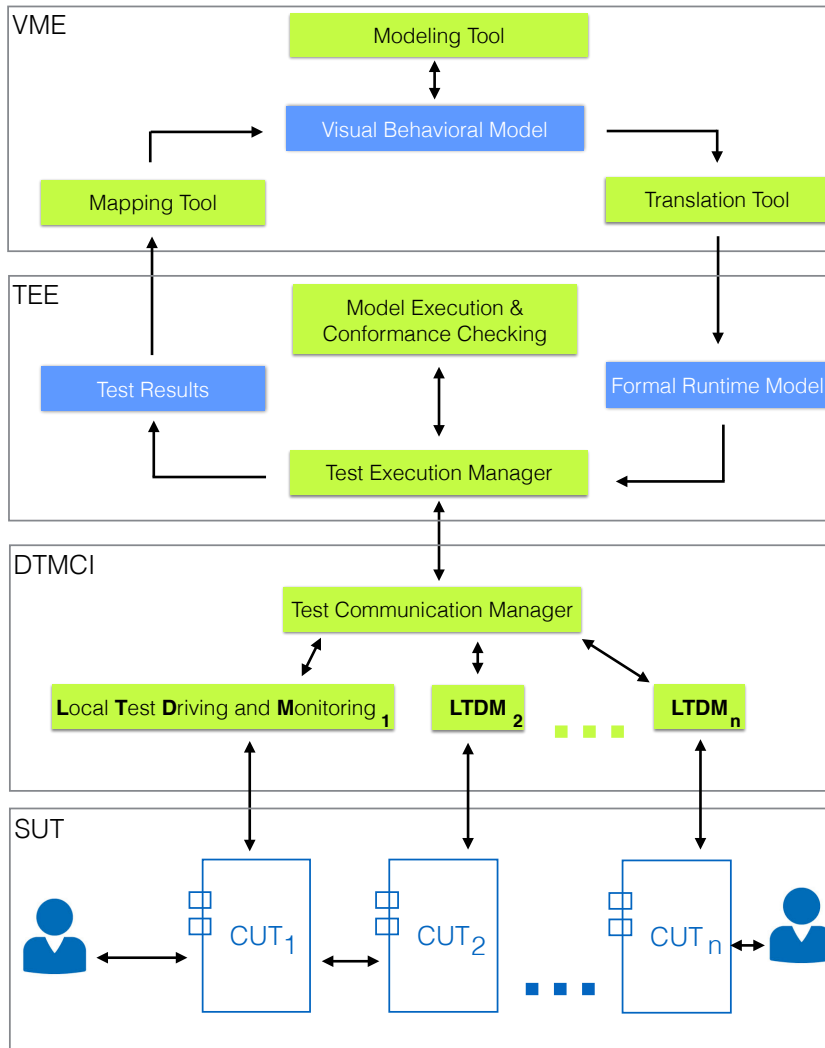 VME
Modeling Tool
Visual Behavioral Model
Mapping Tool
Translation Tool
TEE
Model Execution &
Conformance Checking
Test Results
Formal Runtime Model
Test Execution Manager
DTMCI
Test Communication Manager
Local Test Driving and Monitoring 1
LTDM 2
LTDM n
SUT
CUT1
CUT2
CUTn